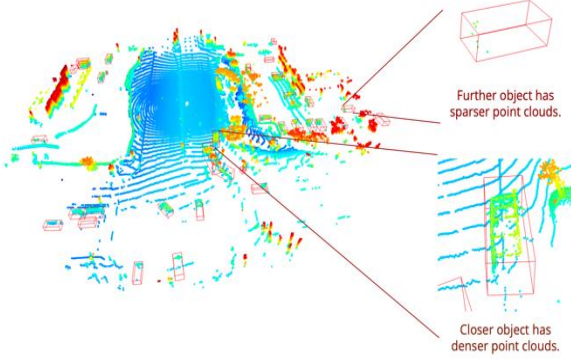 Further object has
sparser point clouds.
Closer object has
denser point clouds.